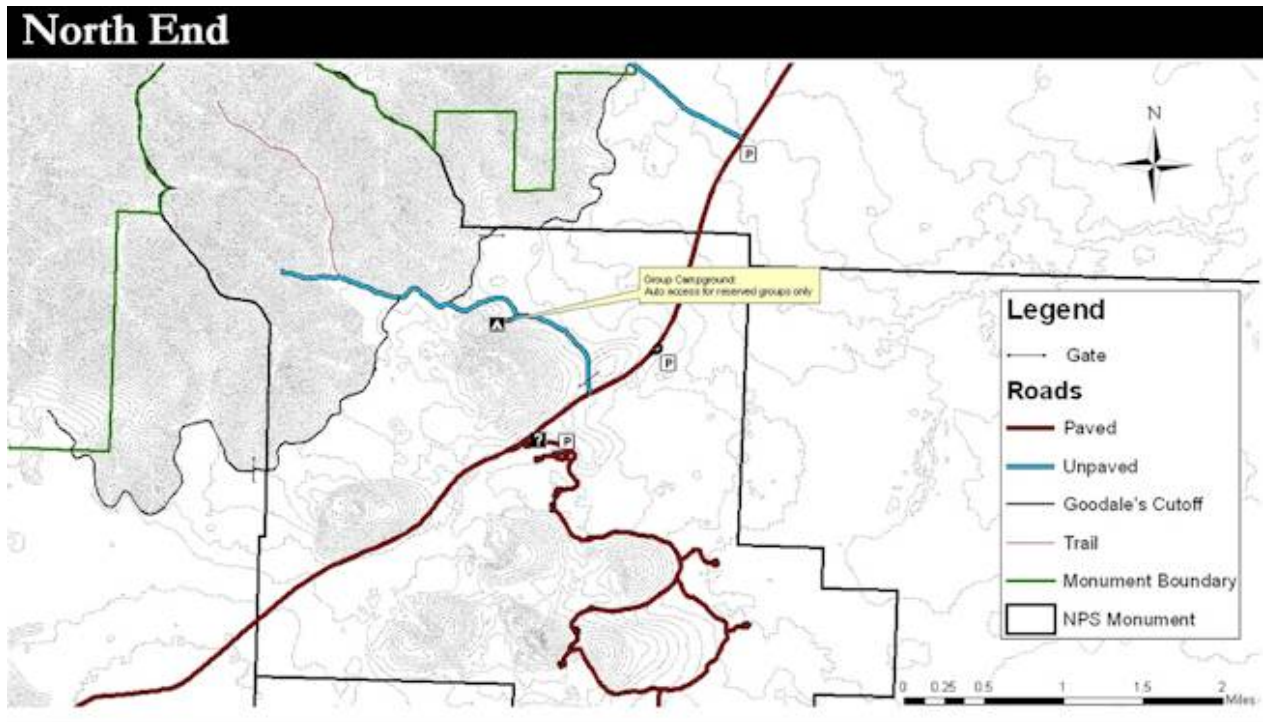 North End
P
N
Group Campground:
Auto access for reserved groups only
P
? P
Legend
Gate
Roads
Paved
Unpaved
Goodale's Cutoff
Trail
Monument Boundary
NPS Monument
0 0.25 0.5 1 1.5 2
Miles